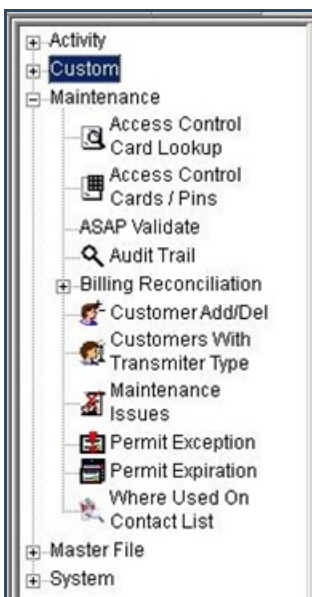 Activity
Custom
Maintenance
Access Control
Card Lookup
Access Control
Cards / Pins
ASAP Validate
Audit Trail
Billing Reconciliation
Customer Add/Del
Customers With
Transmiter Type
Maintenance
Issues
Permit Exception
Permit Expiration
Where Used On
Contact List
Master File
System